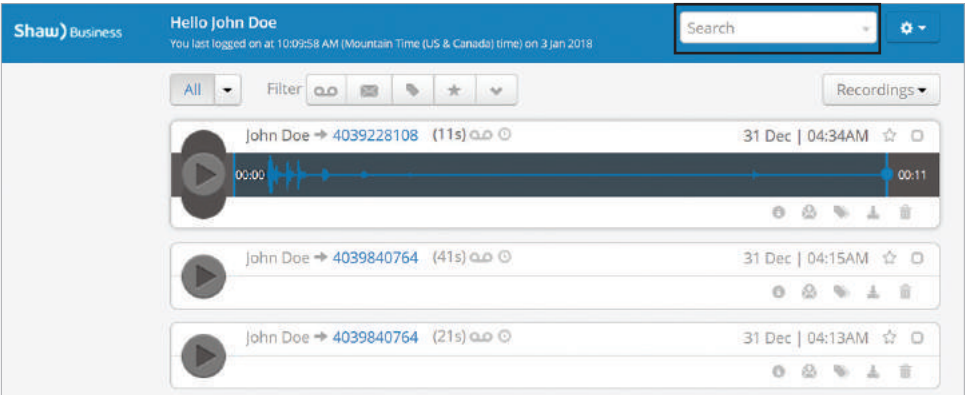 Shaw) Business
Hello John Doe
You last logged on at 10:09:58 AM (Mountain Time (US & Canada) time) on 3 Jan 2018
Search
All
Filter
Recordings
John Doe → 4039228108 (11s)
31 Dec | 04:34AM
00:00
00:11
John Doe → 4039840764 (41s)
31 Dec | 04:15AM
John Doe → 4039840764 (21s)
31 Dec | 04:13AM